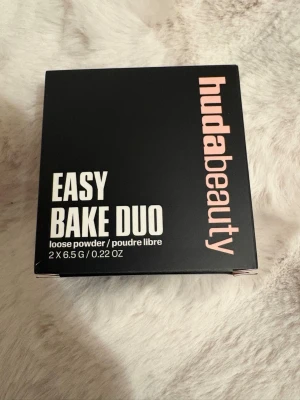 hudabeauty
EASY
BAKE DUO
loose powder / poudre libre
2 X 6.5 G / 0.22 OZ